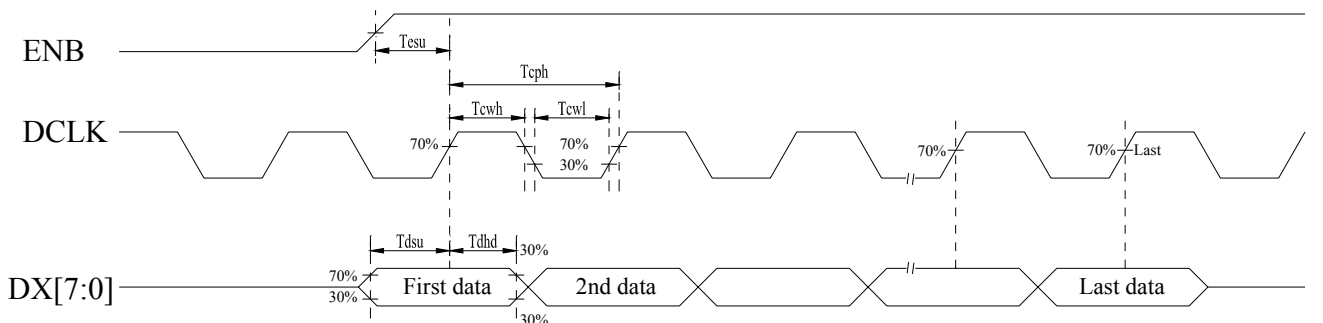 ENB
Tesu
Tcph
Tcwh
Tcwl
DCLK
70%
70%
30%
70%
70%
Last
Tdsu
Tdhd
30%
70%
30%
DX[7:0]
First data
2nd data
Last data
30%